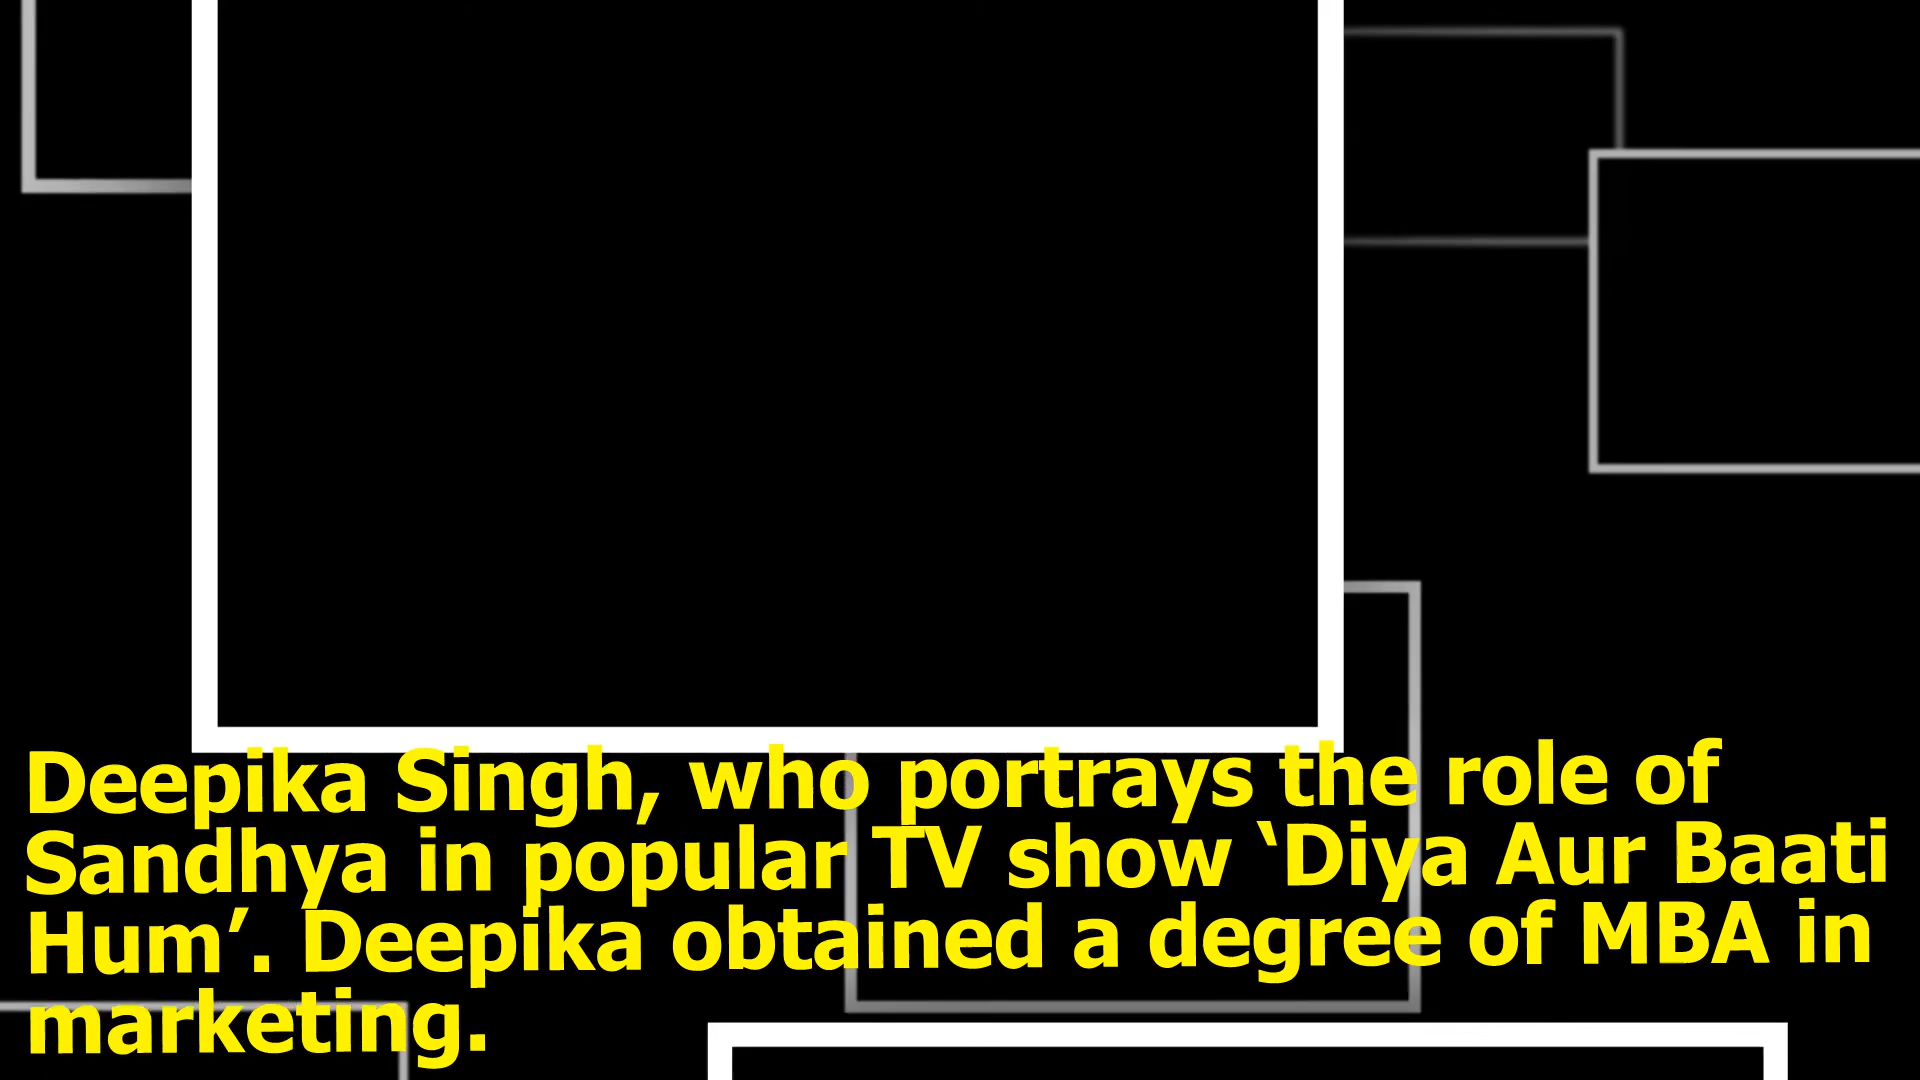 Deepika Singh, who portrays the role of
Sandhya in popular TV show ‘Diya Aur Baati
Hum’. Deepika obtained a degree of MBA in
marketing.